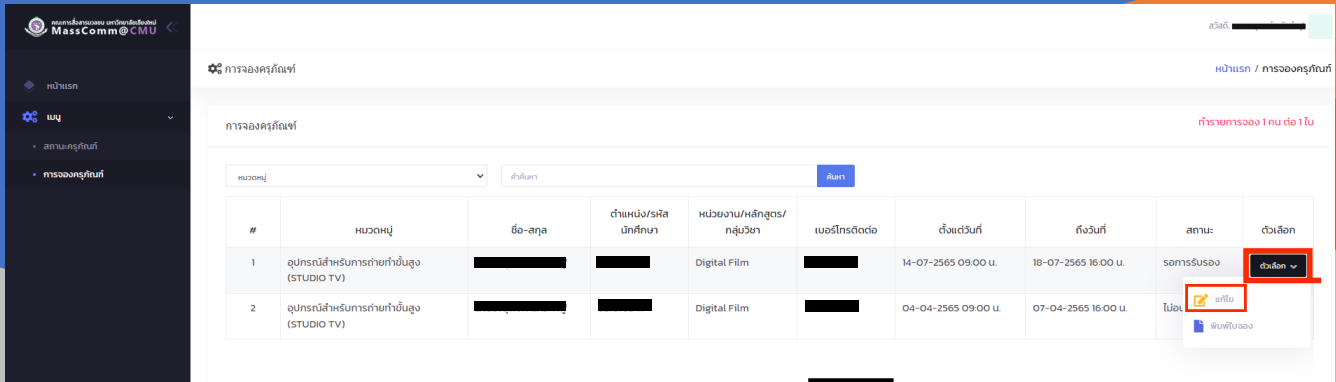 คณะการสื่อสารมวลชน มหาวิทยาลัยเชียงใหม่
MassComm@CMU
สวัสดี,
การจองครุภัณฑ์
หน้าแรก / การจองครุภัณฑ์
หน้าแรก
เมนู
สถานะครุภัณฑ์
การจองครุภัณฑ์
การจองครุภัณฑ์
ทำรายการจอง 1 คน ต่อ 1 ใบ
หมวดหมู่
คำค้นหา
ค้นหา
# หมวดหมู่ ชื่อ-สกุล ตำแหน่ง/รหัส หน่วยงาน/หลักสูตร/ เบอร์โทรติดต่อ ตั้งแต่วันที่ ถึงวันที่ สถานะ ตัวเลือก
นักศึกษา กลุ่มวิชา
1 อุปกรณ์สำหรับการถ่ายทำขั้นสูง Digital Film 14-07-2565 09:00 น. 18-07-2565 16:00 น. รอการรับรอง ตัวเลือก
(STUDIO TV)
แก้ไข
2 อุปกรณ์สำหรับการถ่ายทำขั้นสูง Digital Film 04-04-2565 09:00 น. 07-04-2565 16:00 น.
(STUDIO TV)
พิมพ์ใบจอง